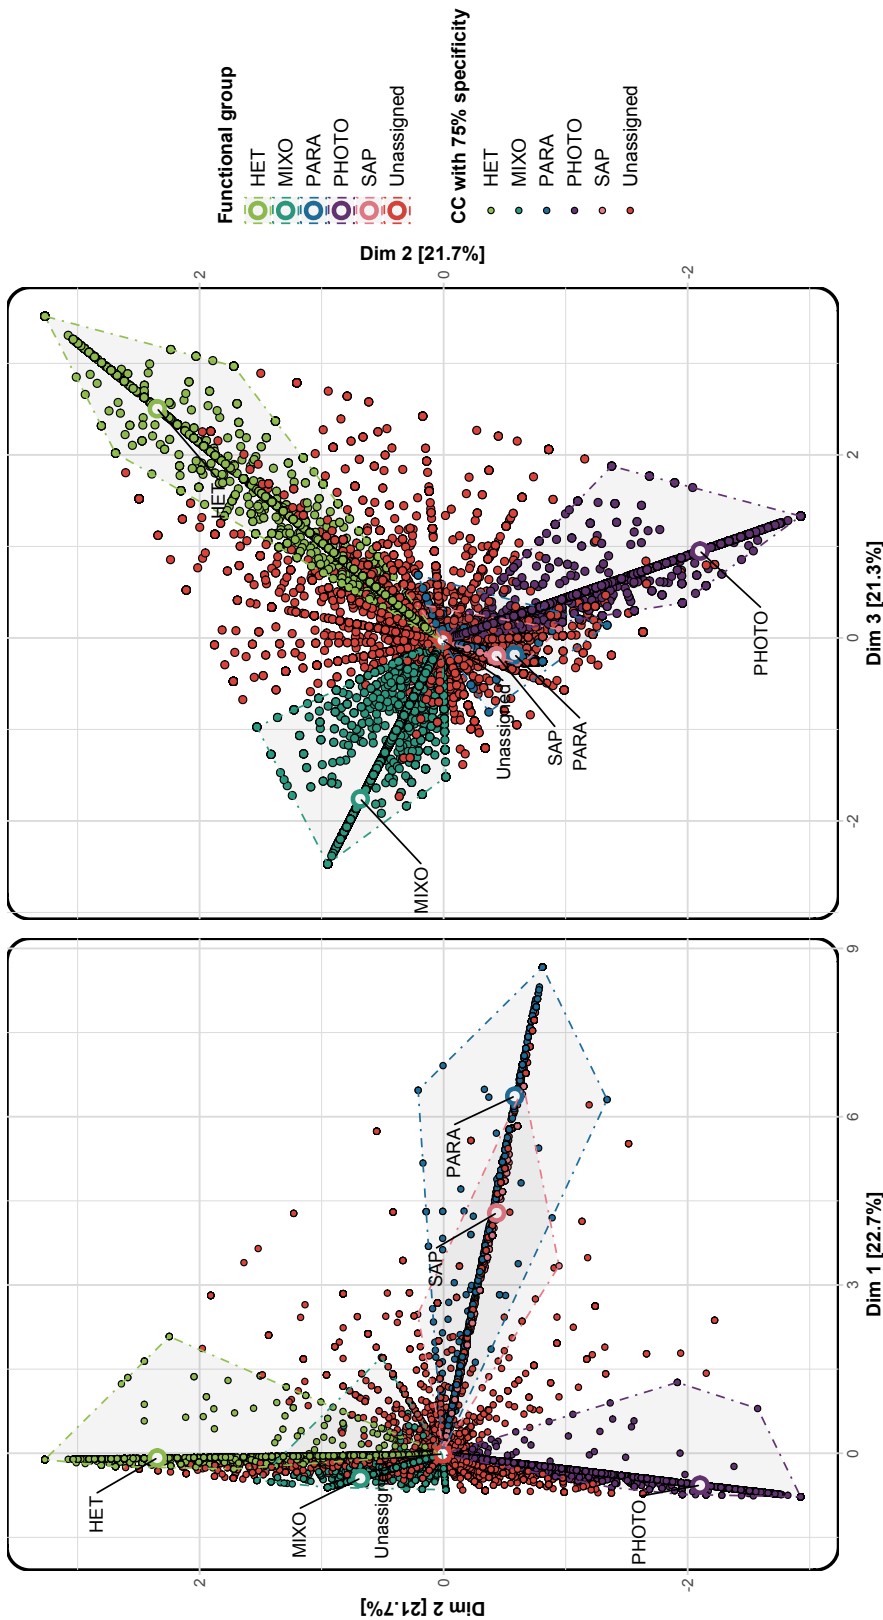 Dim 2 [21.7%]
2
0
-2
HET
MIXO
Unassigned
PHOTO
SAP
PARA
0
3
6
9
Dim 1 [22.7%]
HET
MIXO
Unassigned
SAP
PARA
PHOTO
-2
0
2
Dim 3 [21.3%]
2
0
-2
Dim 2 [21.7%]
Functional group
HET
MIXO
PARA
PHOTO
SAP
Unassigned
CC with 75% specificity
HET
MIXO
PARA
PHOTO
SAP
Unassigned